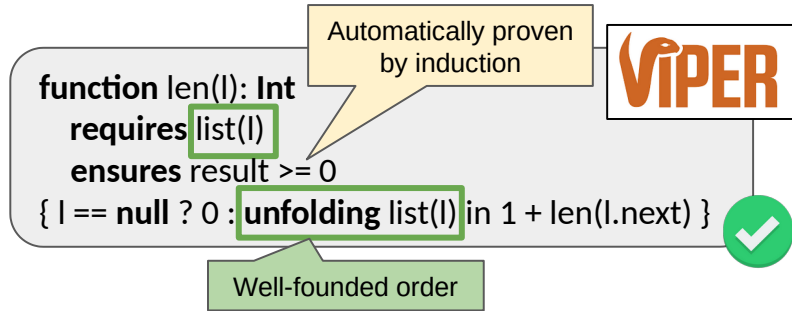 Automatically proven
by induction
VIPER
function len(l): Int
requires list(l)
ensures result >= 0
{ l == null ? 0 : unfolding list(l) in 1 + len(l.next) }
Well-founded order